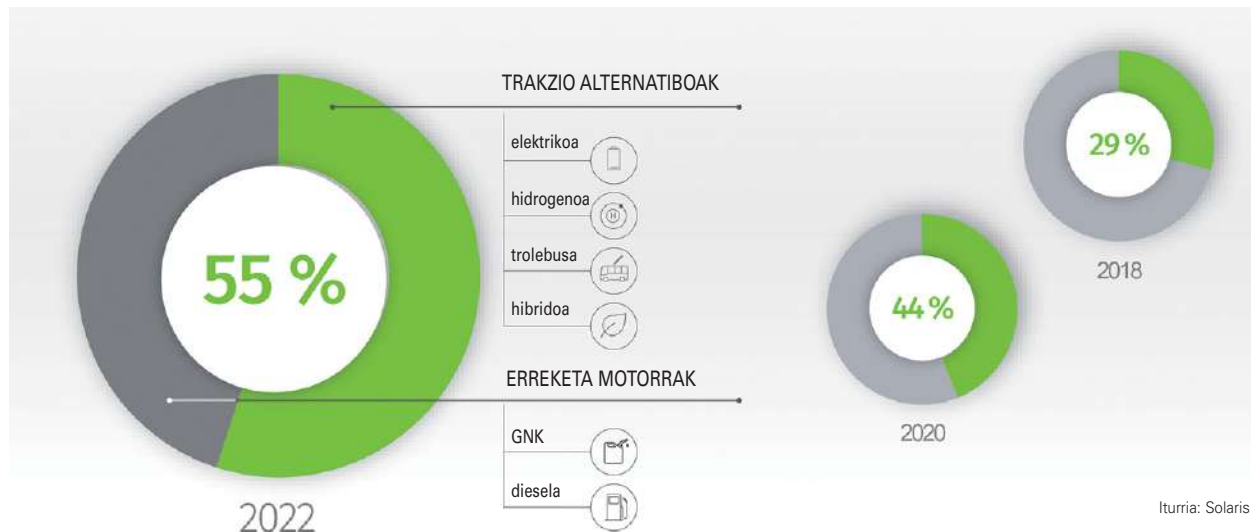 TRAKZIO ALTERNATIBOAK
elektrikoa
hidrogenoa
H
trolebusa
hibridoa
55 %
ERREKETA MOTORRAK
GNK
diesela
2022
44 %
2020
29 %
2018
Iturria: Solaris